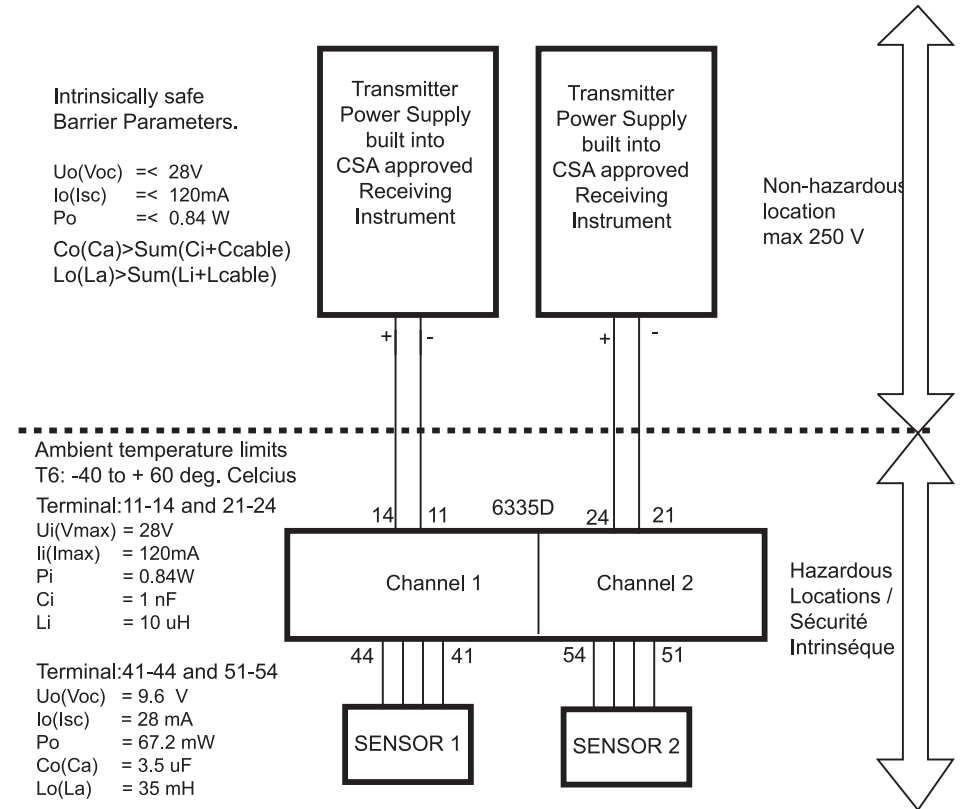 Intrinsically safe
Barrier Parameters.
Uo(Voc) =< 28V
Io(Isc) =< 120mA
Po =< 0.84 W
Co(Ca)>Sum(Ci+Ccable)
Lo(La)>Sum(Li+Lcable)
Transmitter
Power Supply
built into
CSA approved
Receiving
Instrument
Transmitter
Power Supply
built into
CSA approved
Receiving
Instrument
Non-hazardous
location
max 250 V
+ -
+ -
Ambient temperature limits
T6: -40 to + 60 deg. Celcius
Terminal:11-14 and 21-24
Ui(Vmax) = 28V
Ii(Imax) = 120mA
Pi = 0.84W
Ci = 1 nF
Li = 10 uH
14 11 6335D 24 21
Channel 1 Channel 2
Hazardous
Locations /
Sécurité
Intrinséque
44 41 54 51
Terminal:41-44 and 51-54
Uo(Voc) = 9.6 V
Io(Isc) = 28 mA
Po = 67.2 mW
Co(Ca) = 3.5 uF
Lo(La) = 35 mH
SENSOR 1
SENSOR 2